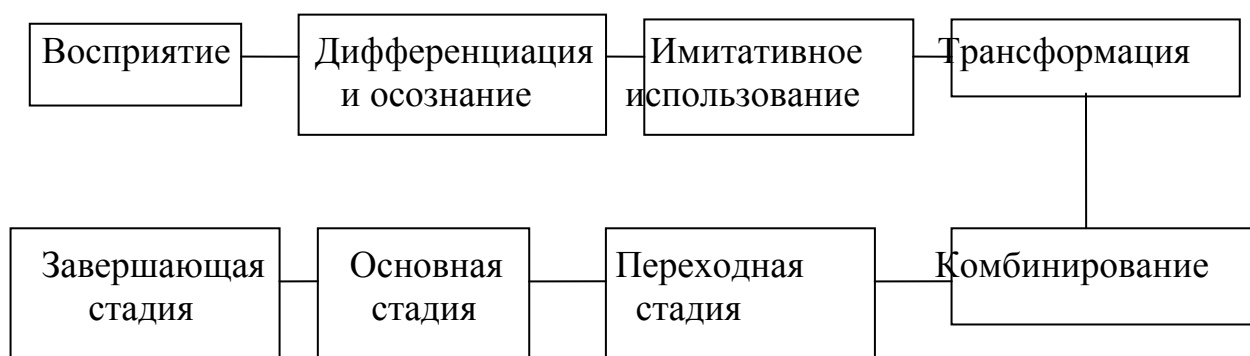 Восприятие
Дифференциация
и осознание
Имитативное
использование
Трансформация
Завершающая
стадия
Основная
стадия
Переходная
стадия
Комбинирование